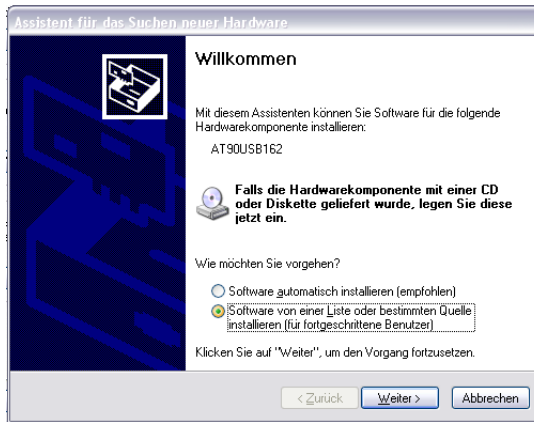 Assistent für das Suchen neuer Hardware
Willkommen
Mit diesem Assistenten können Sie Software für die folgende
Hardwarekomponente installieren:
AT90USB162
Falls die Hardwarekomponente mit einer CD
oder Diskette geliefert wurde, legen Sie diese
jetzt ein.
Wie möchten Sie vorgehen?
Software automatisch installieren (empfohlen)
Software von einer Liste oder bestimmten Quelle
installieren (für fortgeschrittene Benutzer)
Klicken Sie auf "Weiter", um den Vorgang fortzusetzen.
< Zurück Weiter > Abbrechen